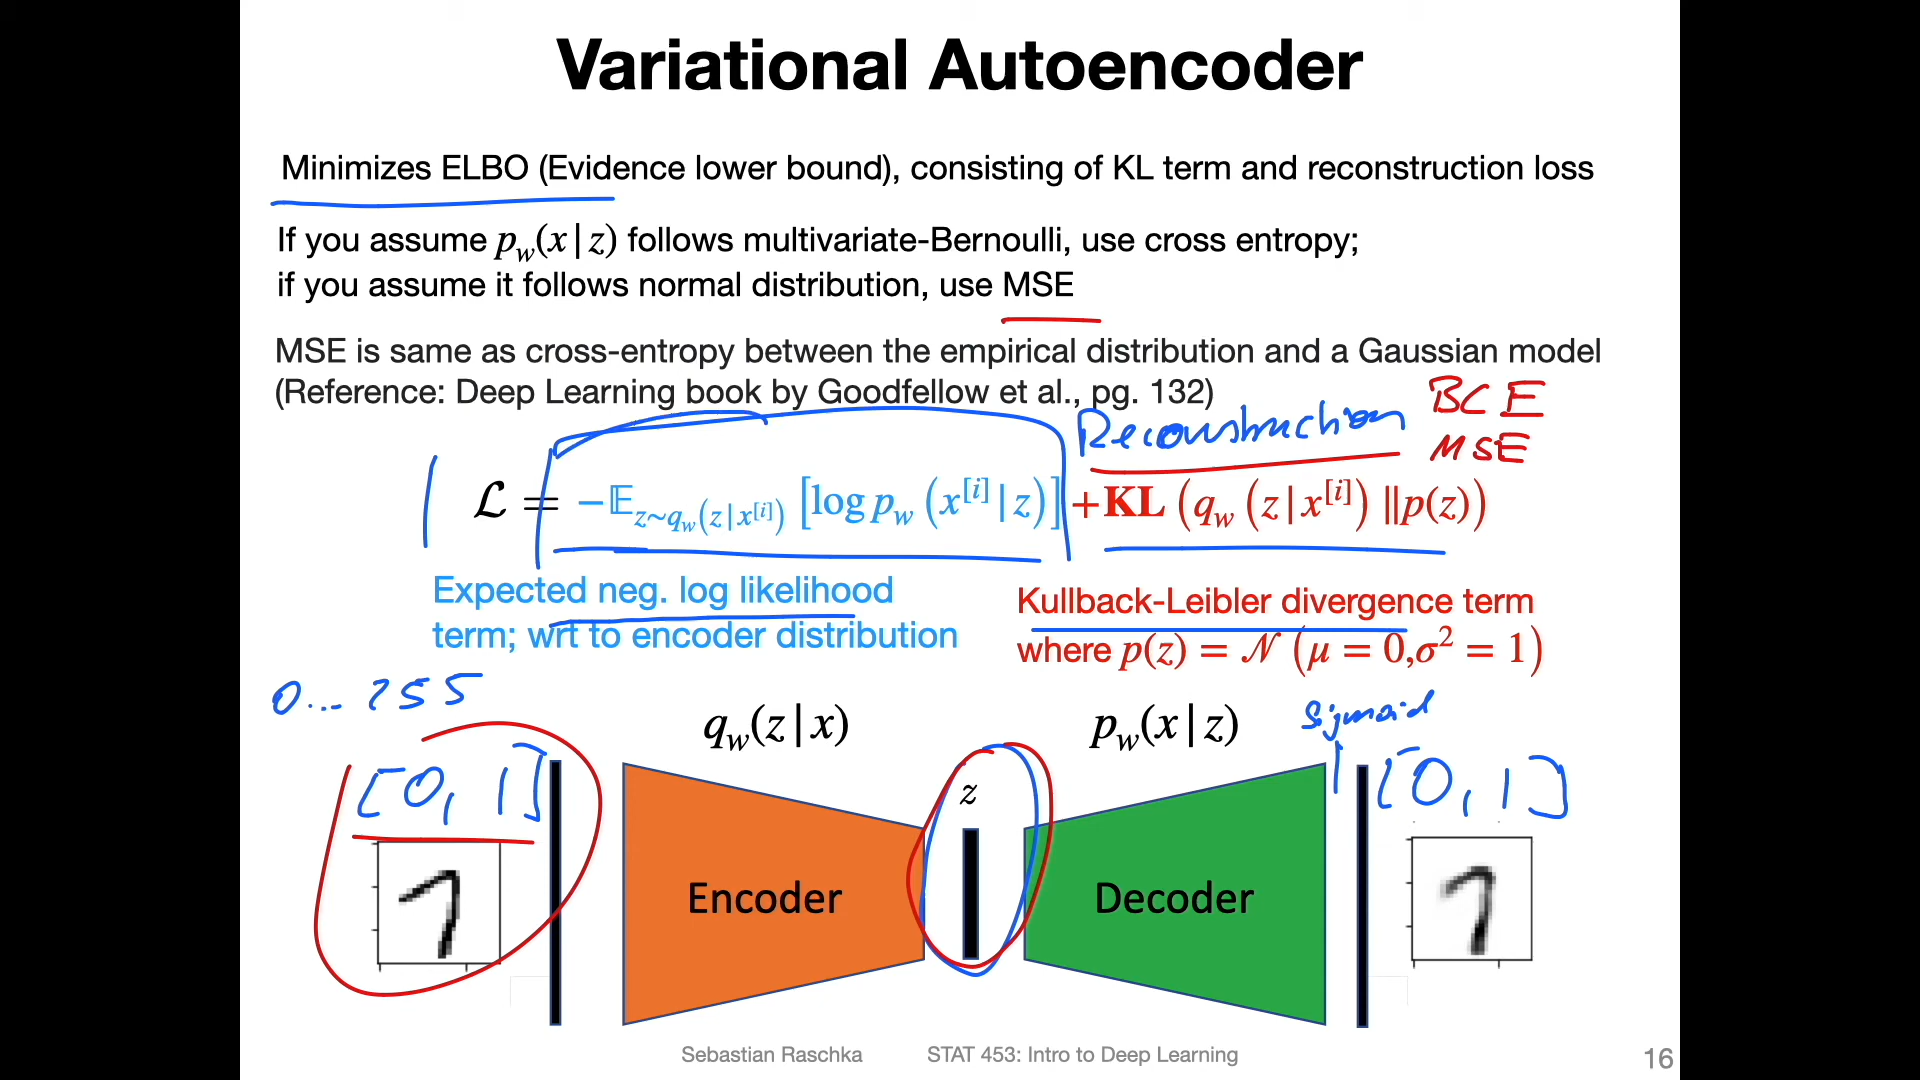 Variational Autoencoder
Minimizes ELBO (Evidence lower bound), consisting of KL term and reconstruction loss
If you assume p_w(x|z) follows multivariate-Bernoulli, use cross entropy;
if you assume it follows normal distribution, use MSE
MSE is same as cross-entropy between the empirical distribution and a Gaussian model
(Reference: Deep Learning book by Goodfellow et al., pg. 132)
BCE
Reconstruction
MSE
ℒ = −𝔼_{z~q_w(z|x^{[i]})} [log p_w (x^{[i]}|z)] +KL (q_w (z|x^{[i]}) ‖p(z))
Expected neg. log likelihood
term; wrt to encoder distribution
Kullback-Leibler divergence term
where p(z) = 𝒩 (μ = 0,σ² = 1)
0...255
q_w(z|x)
p_w(x|z)
Sigmoid
[0, 1]
z
[0, 1]
Encoder
Decoder
Sebastian Raschka STAT 453: Intro to Deep Learning 16